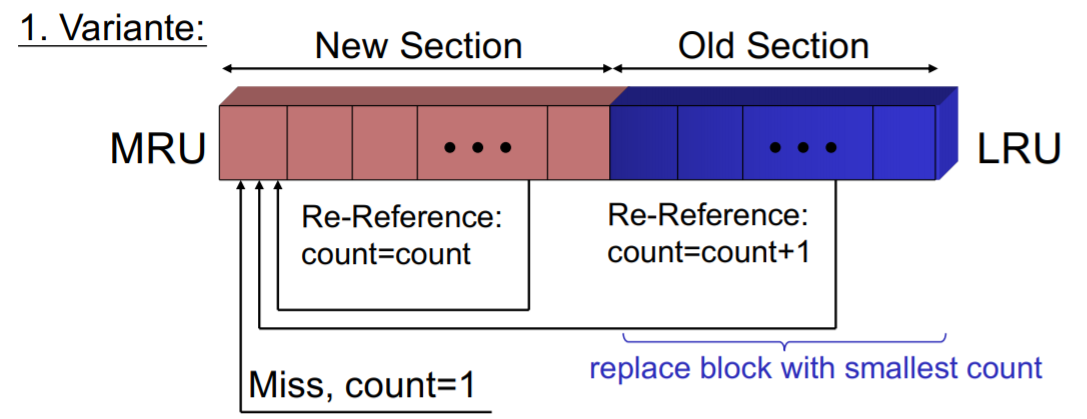 1. Variante:
New Section
Old Section
MRU
• • •
• • •
LRU
Re-Reference:
count=count
Re-Reference:
count=count+1
replace block with smallest count
Miss, count=1